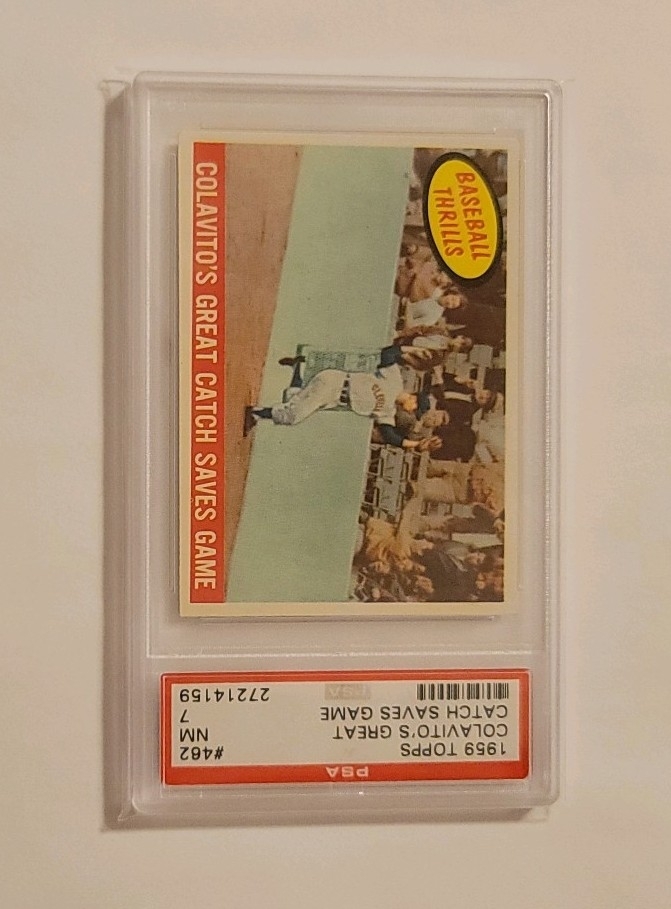 BASEBALL
THRILLS
COLAVITO'S GREAT CATCH SAVES GAME
PSA
1959 TOPPS #462
COLAVITO'S GREAT NM
CATCH SAVES GAME 7
PSA 27214159